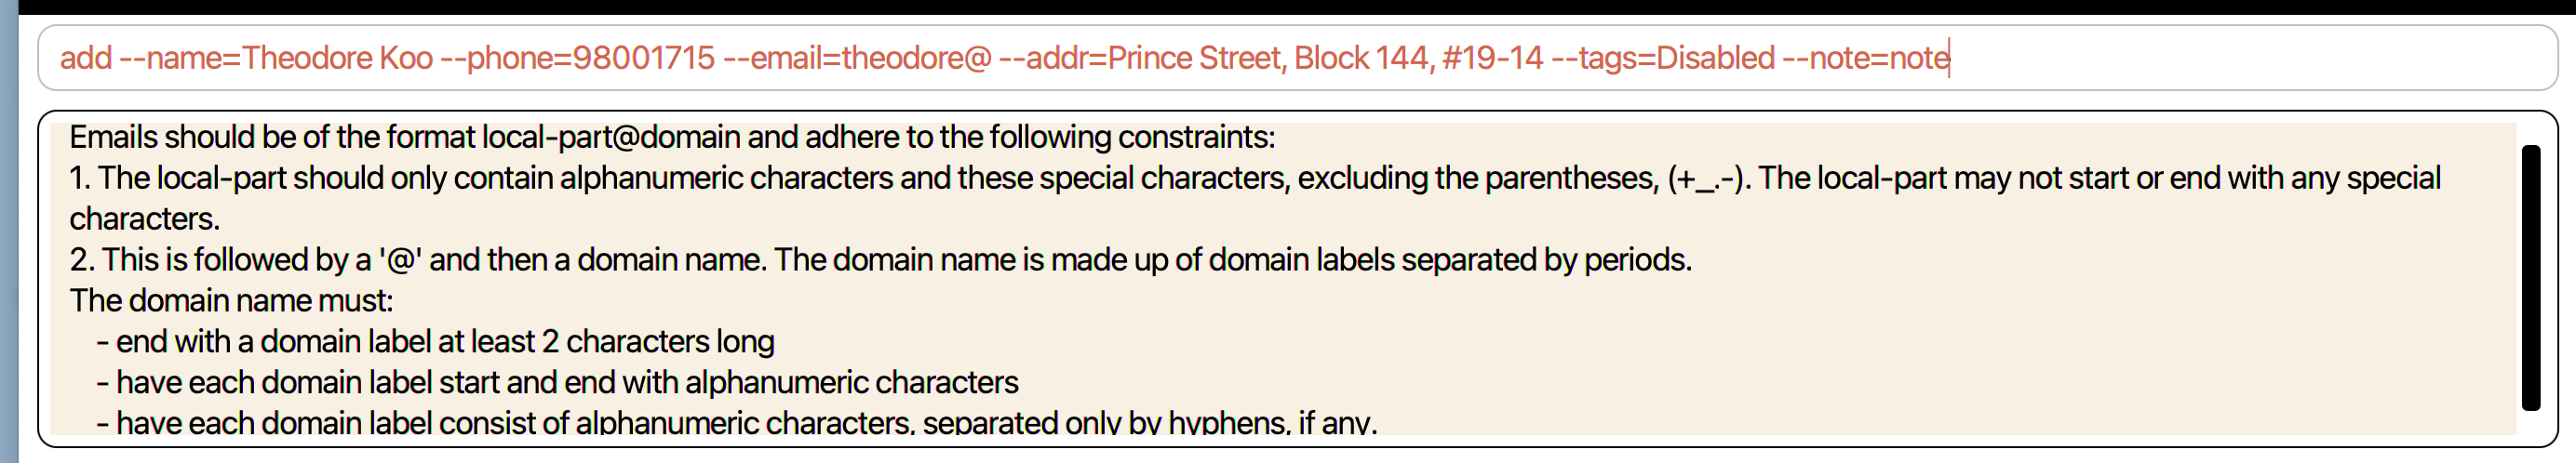 add --name=Theodore Koo --phone=98001715 --email=theodore@ --addr=Prince Street, Block 144, #19-14 --tags=Disabled --note=note
Emails should be of the format local-part@domain and adhere to the following constraints:
1. The local-part should only contain alphanumeric characters and these special characters, excluding the parentheses, (+_.-). The local-part may not start or end with any special
characters.
2. This is followed by a '@' and then a domain name. The domain name is made up of domain labels separated by periods.
The domain name must:
- end with a domain label at least 2 characters long
- have each domain label start and end with alphanumeric characters
- have each domain label consist of alphanumeric characters, separated only by hyphens, if any.